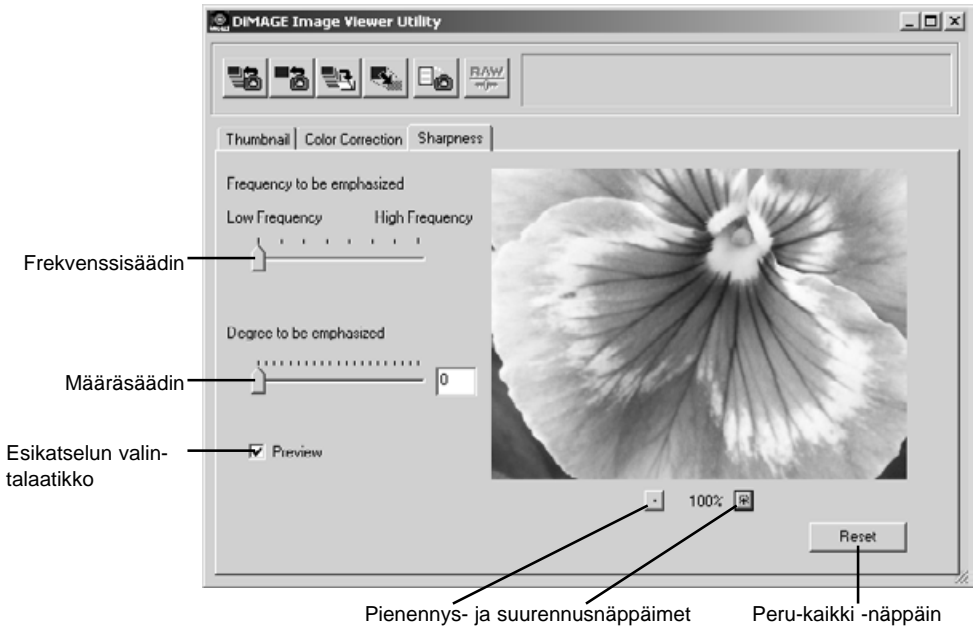 DiMAGE Image Viewer Utility
RAW
Thumbnail Color Correction Sharpness
Frequency to be emphasized
Low Frequency High Frequency
Frekvenssisäädin
Degree to be emphasized
Määräsäädin
0
Esikatselun valin-
talaatikko
Preview
- 100% +
Reset
Pienennys- ja suurennusnäppäimet Peru-kaikki -näppäin